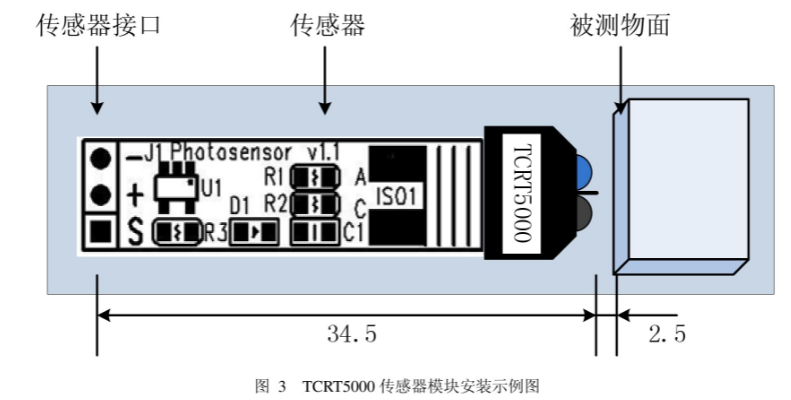 传感器接口 传感器 被测物面
-J1 Photosensor v1.1
R1 A
+ U1 ISO1 TCRT5000
D1 R2 C
S R3 C1
34.5 2.5
图 3 TCRT5000 传感器模块安装示例图